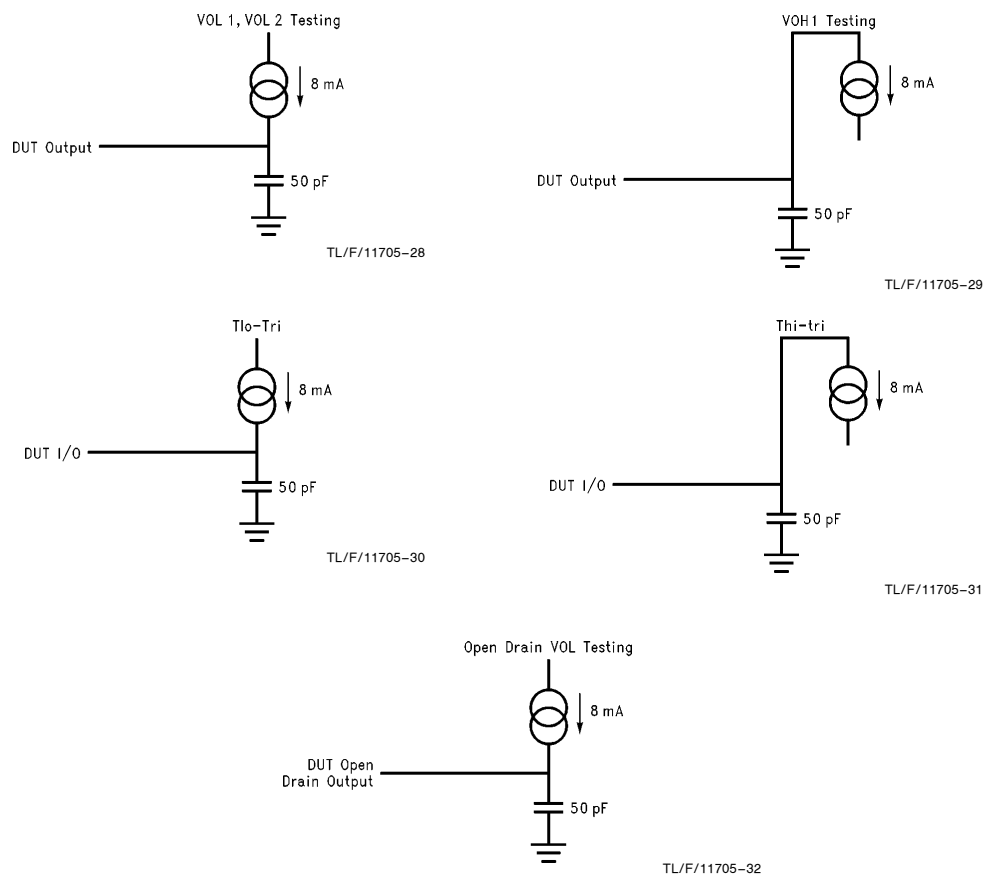 VOL 1, VOL 2 Testing
8 mA
DUT Output
50 pF
TL/F/11705–28
VOH1 Testing
8 mA
DUT Output
50 pF
TL/F/11705–29
Tlo-Tri
8 mA
DUT I/O
50 pF
TL/F/11705–30
Thi-tri
8 mA
DUT I/O
50 pF
TL/F/11705–31
Open Drain VOL Testing
8 mA
DUT Open
Drain Output
50 pF
TL/F/11705–32